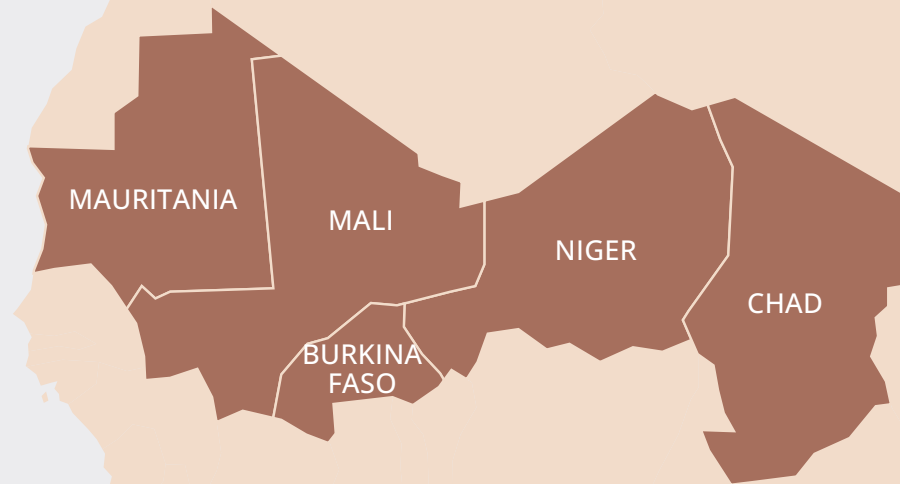 MAURITANIA
MALI
NIGER
CHAD
BURKINA
FASO